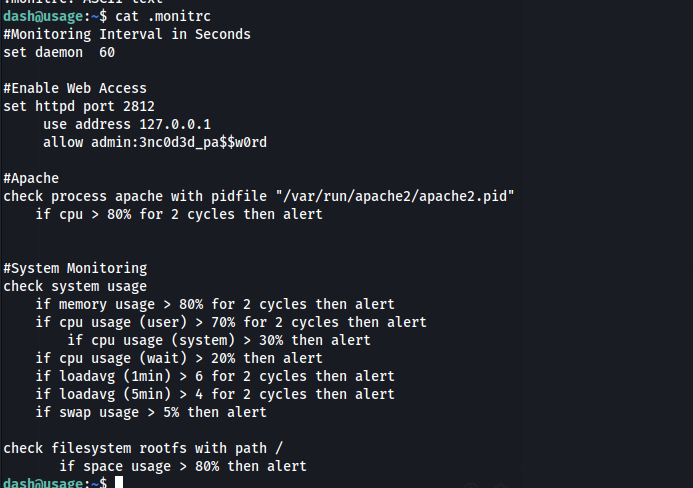 .monitrc: ASCII text
dash@usage:~$ cat .monitrc
#Monitoring Interval in Seconds
set daemon  60

#Enable Web Access
set httpd port 2812
     use address 127.0.0.1
     allow admin:3nc0d3d_pa$$w0rd

#Apache
check process apache with pidfile "/var/run/apache2/apache2.pid"
    if cpu > 80% for 2 cycles then alert


#System Monitoring
check system usage
    if memory usage > 80% for 2 cycles then alert
    if cpu usage (user) > 70% for 2 cycles then alert
        if cpu usage (system) > 30% then alert
    if cpu usage (wait) > 20% then alert
    if loadavg (1min) > 6 for 2 cycles then alert
    if loadavg (5min) > 4 for 2 cycles then alert
    if swap usage > 5% then alert

check filesystem rootfs with path /
       if space usage > 80% then alert
dash@usage:~$